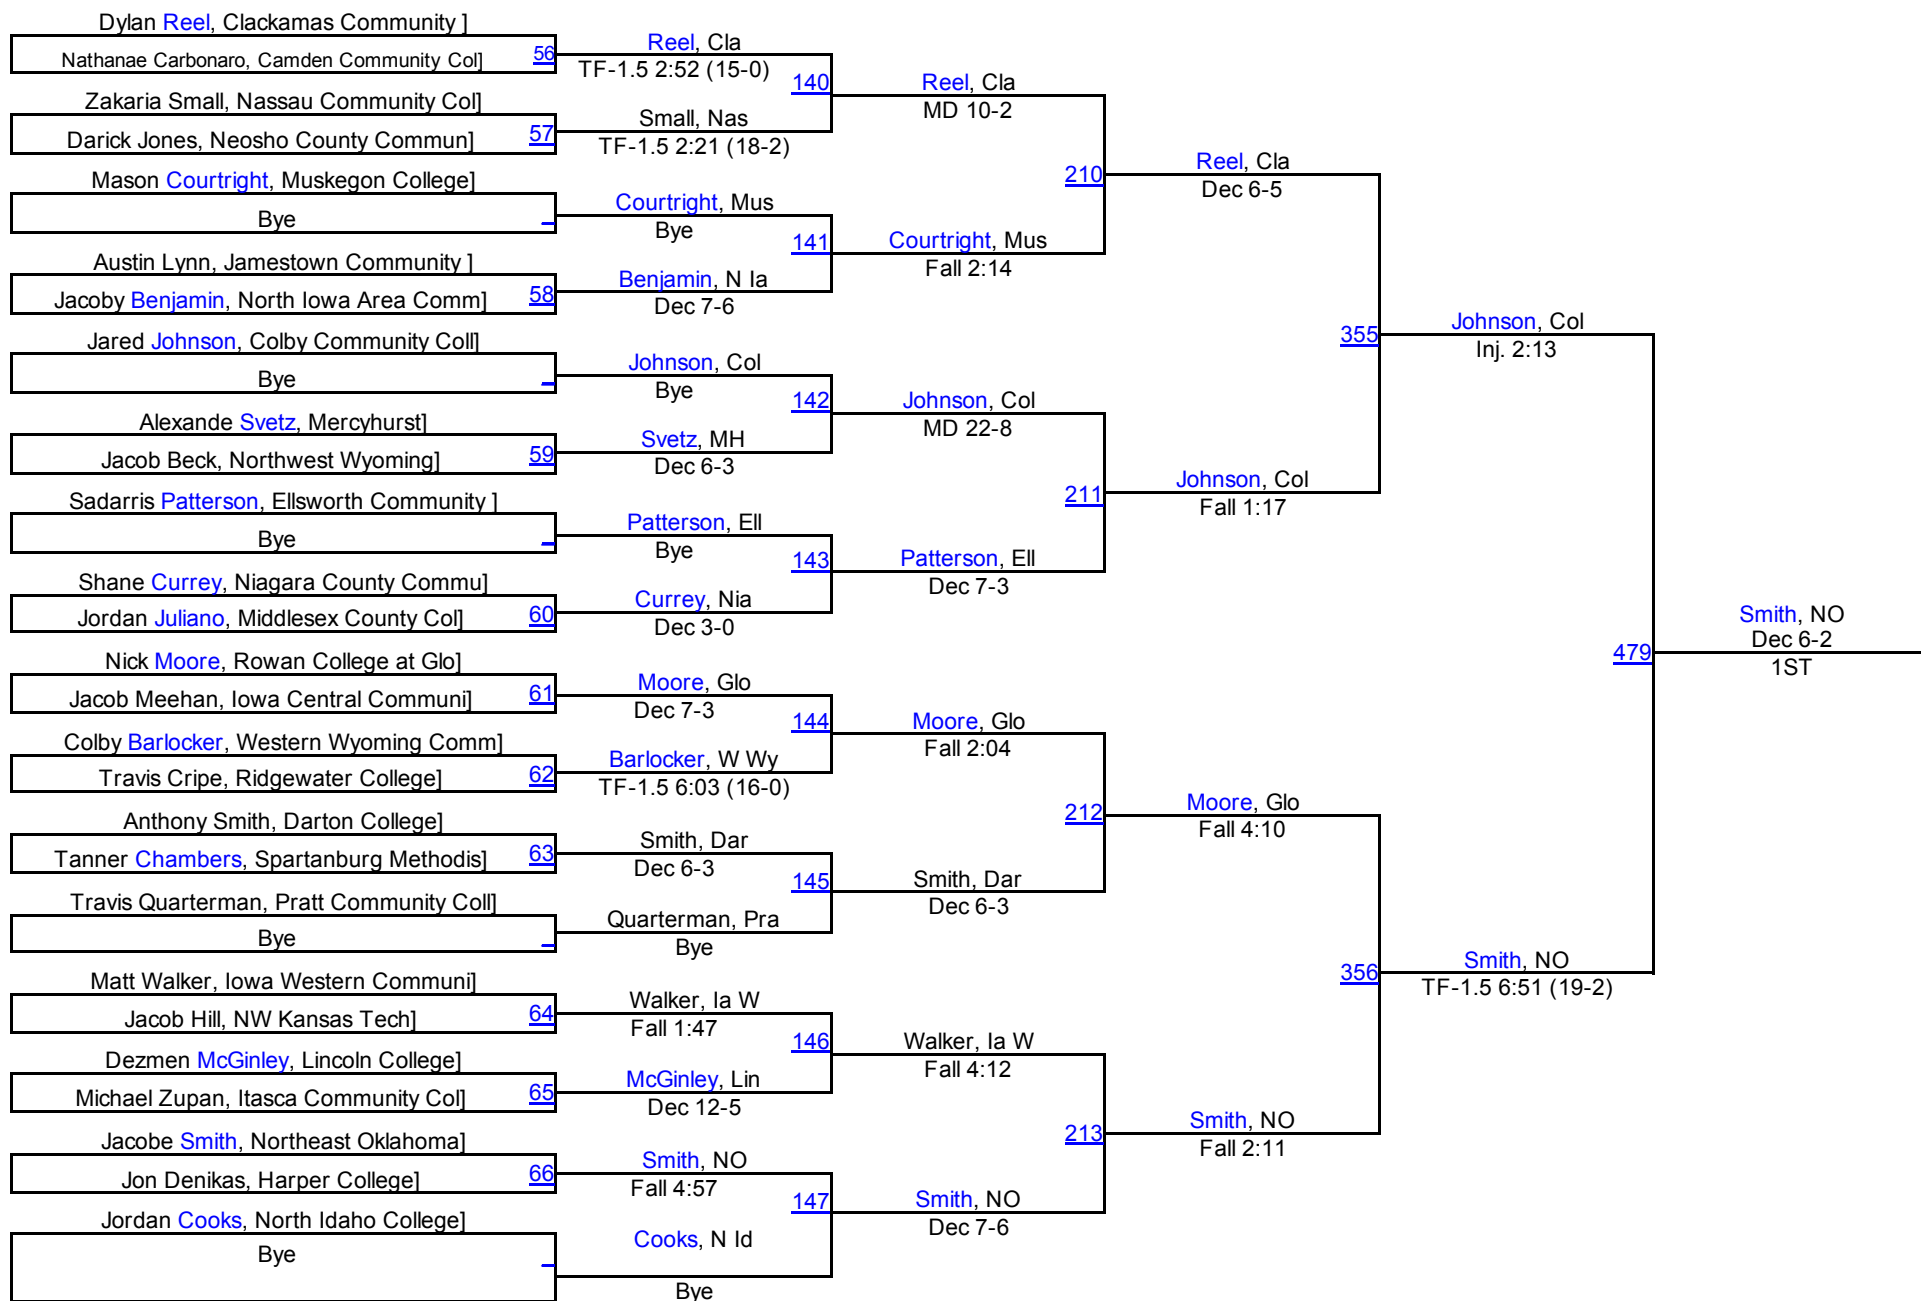 Dylan Reel, Clackamas Community ]
Nathanae Carbonaro, Camden Community Col]
56
Zakaria Small, Nassau Community Col]
Darick Jones, Neosho County Commun]
57
Mason Courtright, Muskegon College]
Bye
Austin Lynn, Jamestown Community ]
Jacoby Benjamin, North Iowa Area Comm]
58
Jared Johnson, Colby Community Coll]
Bye
Alexande Svetz, Mercyhurst]
Jacob Beck, Northwest Wyoming]
59
Sadarris Patterson, Ellsworth Community ]
Bye
Shane Currey, Niagara County Commu]
Jordan Juliano, Middlesex County Col]
60
Nick Moore, Rowan College at Glo]
Jacob Meehan, Iowa Central Communi]
61
Colby Barlocker, Western Wyoming Comm]
Travis Cripe, Ridgewater College]
62
Anthony Smith, Darton College]
Tanner Chambers, Spartanburg Methodis]
63
Travis Quarterman, Pratt Community Coll]
Bye
Matt Walker, Iowa Western Communi]
Jacob Hill, NW Kansas Tech]
64
Dezmen McGinley, Lincoln College]
Michael Zupan, Itasca Community Col]
65
Jacobe Smith, Northeast Oklahoma]
Jon Denikas, Harper College]
66
Jordan Cooks, North Idaho College]
Bye
Reel, Cla
TF-1.5 2:52 (15-0)
140
Small, Nas
TF-1.5 2:21 (18-2)
Courtright, Mus
Bye
141
Benjamin, N Ia
Dec 7-6
Johnson, Col
Bye
142
Svetz, MH
Dec 6-3
Patterson, Ell
Bye
143
Currey, Nia
Dec 3-0
Moore, Glo
Dec 7-3
144
Barlocker, W Wy
TF-1.5 6:03 (16-0)
Smith, Dar
Dec 6-3
145
Quarterman, Pra
Bye
Walker, Ia W
Fall 1:47
146
McGinley, Lin
Dec 12-5
Smith, NO
Fall 4:57
147
Cooks, N Id
Bye
Reel, Cla
MD 10-2
210
Courtright, Mus
Fall 2:14
Johnson, Col
MD 22-8
211
Patterson, Ell
Dec 7-3
Moore, Glo
Fall 2:04
212
Smith, Dar
Dec 6-3
Walker, Ia W
Fall 4:12
213
Smith, NO
Dec 7-6
Reel, Cla
Dec 6-5
355
Johnson, Col
Fall 1:17
Moore, Glo
Fall 4:10
356
Smith, NO
Fall 2:11
Johnson, Col
Inj. 2:13
479
Smith, NO
TF-1.5 6:51 (19-2)
Smith, NO
Dec 6-2
1ST